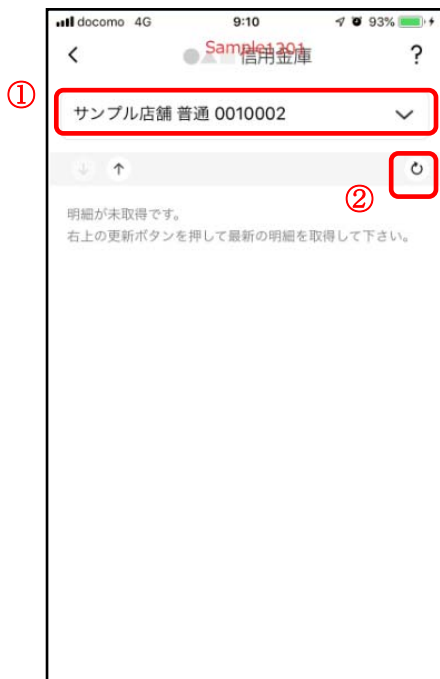 docomo 4G 9:10 93%
Sample1301
信用金庫 ?
① サンプル店舗 普通 0010002
②
明細が未取得です。
右上の更新ボタンを押して最新の明細を取得して下さい。